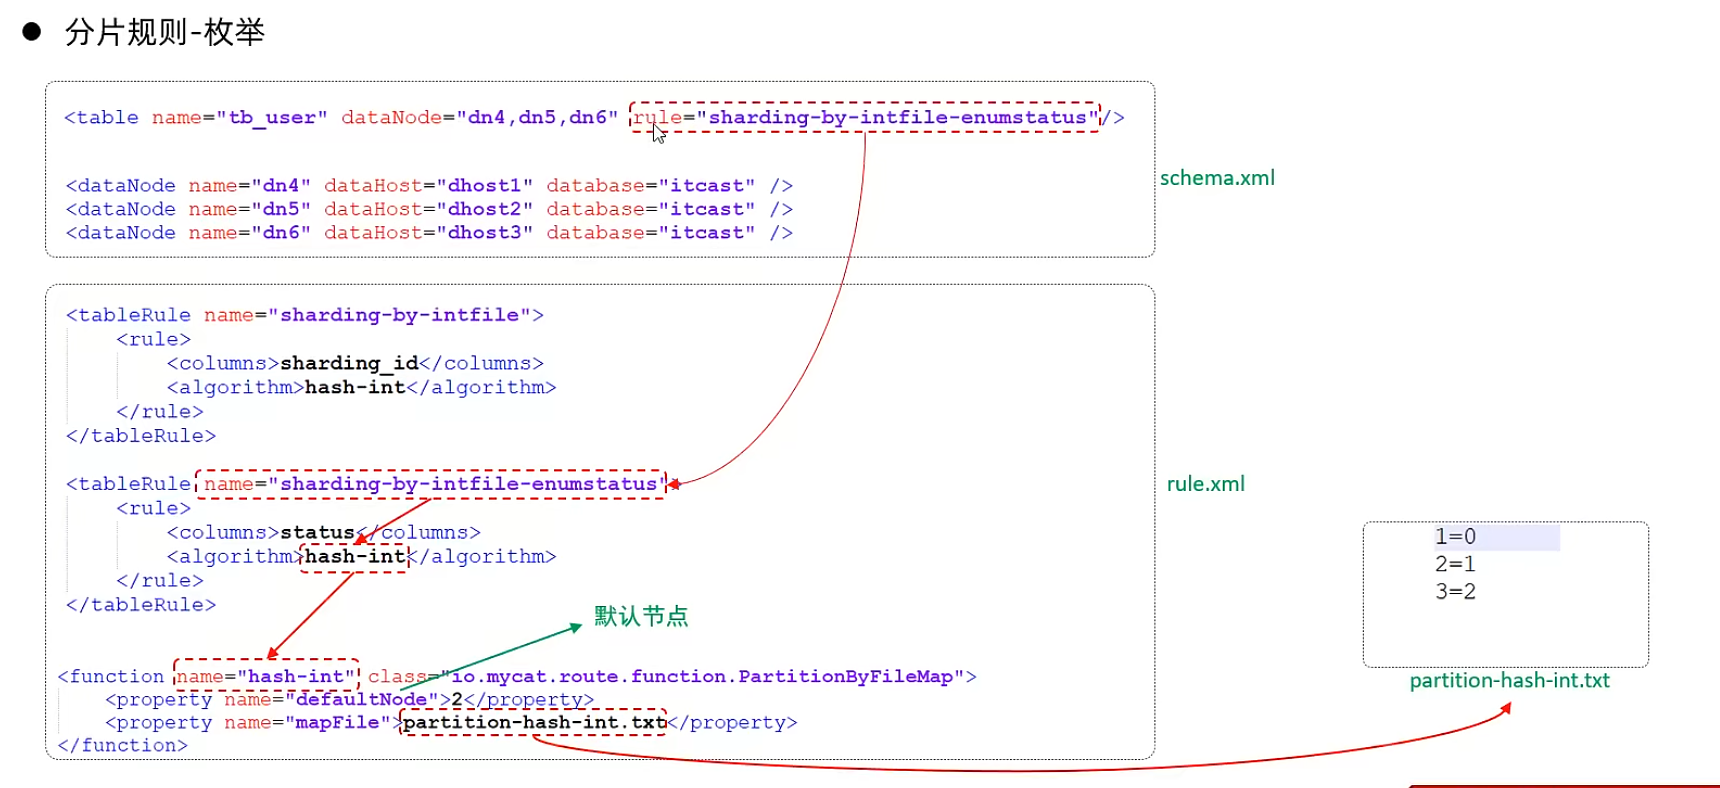 ● 分片规则-枚举
<table name="tb_user" dataNode="dn4,dn5,dn6" rule="sharding-by-intfile-enumstatus"/>
<dataNode name="dn4" dataHost="dhost1" database="itcast" />
<dataNode name="dn5" dataHost="dhost2" database="itcast" />
<dataNode name="dn6" dataHost="dhost3" database="itcast" />
schema.xml
<tableRule name="sharding-by-intfile">
<rule>
<columns>sharding_id</columns>
<algorithm>hash-int</algorithm>
</rule>
</tableRule>
<tableRule name="sharding-by-intfile-enumstatus">
<rule>
<columns>status</columns>
<algorithm>hash-int</algorithm>
</rule>
</tableRule>
默认节点
<function name="hash-int" class="io.mycat.route.function.PartitionByFileMap">
<property name="defaultNode">2</property>
<property name="mapFile">partition-hash-int.txt</property>
</function>
rule.xml
1=0
2=1
3=2
partition-hash-int.txt